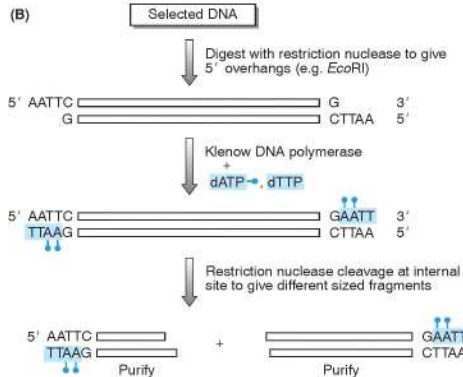 (B)
Selected DNA
Digest with restriction nuclease to give
5′ overhangs (e.g. EcoRI)
5′ AATTC G 3′
G CTTAA 5′
Klenow DNA polymerase
+
dATP , dTTP
5′ AATTC GAATT 3′
TTAAG CTTAA 5′
Restriction nuclease cleavage at internal
site to give different sized fragments
5′ AATTC + GAATT
TTAAG CTTAA
Purify Purify